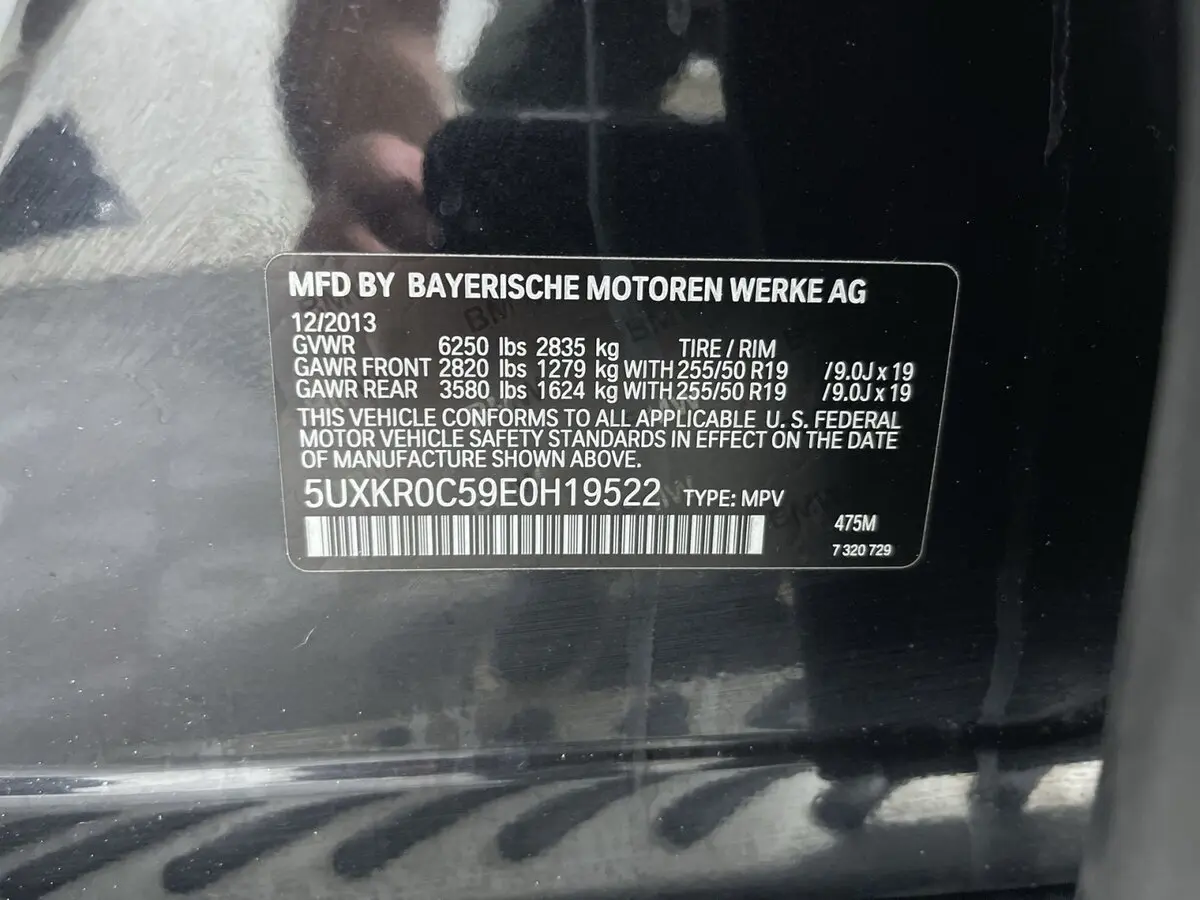 MFD BY BAYERISCHE MOTOREN WERKE AG
12/2013
GVWR 6250 lbs 2835 kg TIRE / RIM
GAWR FRONT 2820 lbs 1279 kg WITH 255/50 R19 /9.0J x 19
GAWR REAR 3580 lbs 1624 kg WITH 255/50 R19 /9.0J x 19
THIS VEHICLE CONFORMS TO ALL APPLICABLE U. S. FEDERAL
MOTOR VEHICLE SAFETY STANDARDS IN EFFECT ON THE DATE
OF MANUFACTURE SHOWN ABOVE.
5UXKR0C59E0H19522 TYPE: MPV
475M
7 320 729